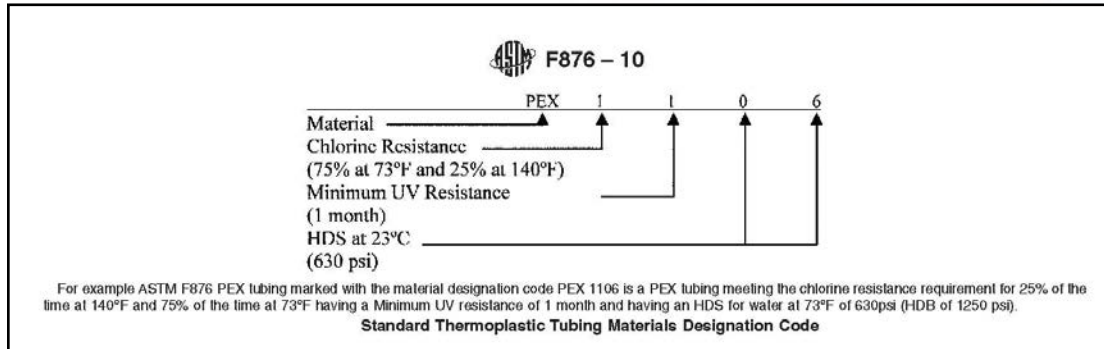 ASTM F876 – 10
PEX 1 1 0 6
Material
Chlorine Resistance
(75% at 73°F and 25% at 140°F)
Minimum UV Resistance
(1 month)
HDS at 23°C
(630 psi)
For example ASTM F876 PEX tubing marked with the material designation code PEX 1106 is a PEX tubing meeting the chlorine resistance requirement for 25% of the
time at 140°F and 75% of the time at 73°F having a Minimum UV resistance of 1 month and having an HDS for water at 73°F of 630psi (HDB of 1250 psi).
Standard Thermoplastic Tubing Materials Designation Code